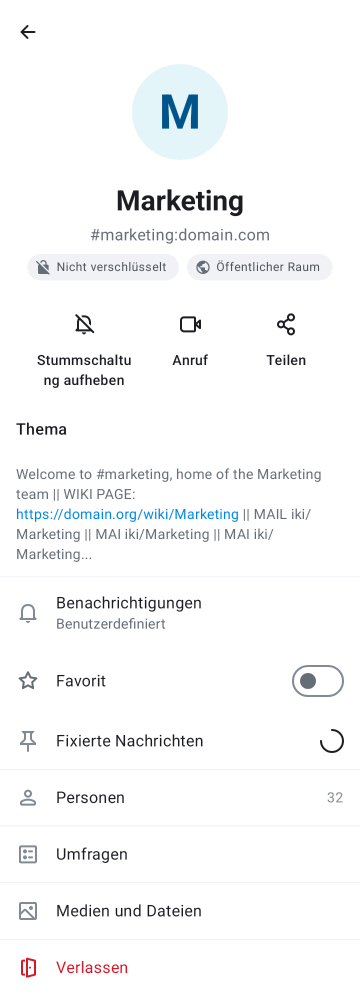 M
Marketing
#marketing:domain.com
Nicht verschlüsselt
Öffentlicher Raum
Stummschaltu
ng aufheben
Anruf
Teilen
Thema
Welcome to #marketing, home of the Marketing
team || WIKI PAGE:
https://domain.org/wiki/Marketing || MAIL iki/
Marketing || MAI iki/Marketing || MAI iki/
Marketing...
Benachrichtigungen
Benutzerdefiniert
Favorit
Fixierte Nachrichten
Personen
32
Umfragen
Medien und Dateien
Verlassen